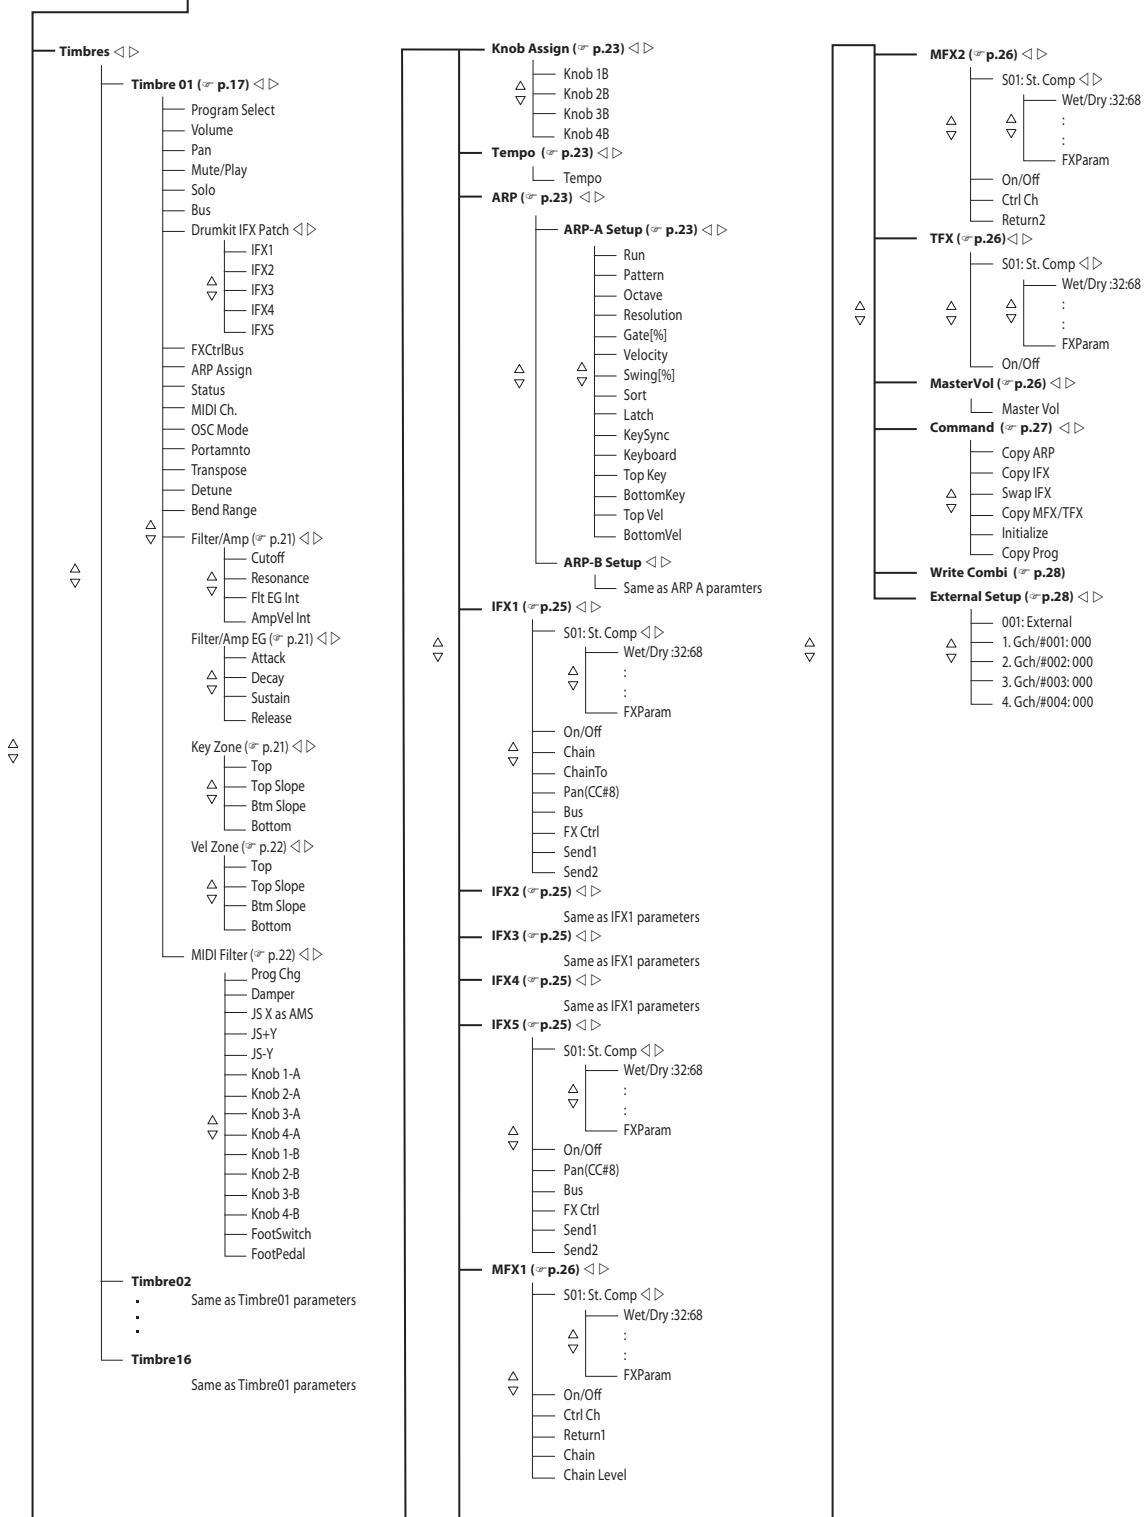 Timbres ◁ ▷
Timbre 01 (☞ p.17) ◁ ▷
Program Select
Volume
Pan
Mute/Play
Solo
Bus
Drumkit IFX Patch ◁ ▷
IFX1
IFX2
IFX3
IFX4
IFX5
FXCtrlBus
ARP Assign
Status
MIDI Ch.
OSC Mode
Portamnto
Transpose
Detune
Bend Range
Filter/Amp (☞ p.21) ◁ ▷
Cutoff
Resonance
Flt EG Int
AmpVel Int
Filter/Amp EG (☞ p.21) ◁ ▷
Attack
Decay
Sustain
Release
Key Zone (☞ p.21) ◁ ▷
Top
Top Slope
Btm Slope
Bottom
Vel Zone (☞ p.22) ◁ ▷
Top
Top Slope
Btm Slope
Bottom
MIDI Filter (☞ p.22) ◁ ▷
Prog Chg
Damper
JS X as AMS
JS+Y
JS-Y
Knob 1-A
Knob 2-A
Knob 3-A
Knob 4-A
Knob 1-B
Knob 2-B
Knob 3-B
Knob 4-B
FootSwitch
FootPedal
Timbre02
Same as Timbre01 parameters
Timbre16
Same as Timbre01 parameters
Knob Assign (☞ p.23) ◁ ▷
Knob 1B
Knob 2B
Knob 3B
Knob 4B
Tempo (☞ p.23) ◁ ▷
Tempo
ARP (☞ p.23) ◁ ▷
ARP-A Setup (☞ p.23) ◁ ▷
Run
Pattern
Octave
Resolution
Gate[%]
Velocity
Swing[%]
Sort
Latch
KeySync
Keyboard
Top Key
BottomKey
Top Vel
BottomVel
ARP-B Setup ◁ ▷
Same as ARP A paramters
IFX1 (☞ p.25) ◁ ▷
S01: St. Comp ◁ ▷
Wet/Dry :32:68
:
:
FXParam
On/Off
Chain
ChainTo
Pan(CC#8)
Bus
FX Ctrl
Send1
Send2
IFX2 (☞ p.25) ◁ ▷
Same as IFX1 parameters
IFX3 (☞ p.25) ◁ ▷
Same as IFX1 parameters
IFX4 (☞ p.25) ◁ ▷
Same as IFX1 parameters
IFX5 (☞ p.25) ◁ ▷
S01: St. Comp ◁ ▷
Wet/Dry :32:68
:
:
FXParam
On/Off
Pan(CC#8)
Bus
FX Ctrl
Send1
Send2
MFX1 (☞ p.26) ◁ ▷
S01: St. Comp ◁ ▷
Wet/Dry :32:68
:
:
FXParam
On/Off
Ctrl Ch
Return1
Chain
Chain Level
MFX2 (☞ p.26) ◁ ▷
S01: St. Comp ◁ ▷
Wet/Dry :32:68
:
:
FXParam
On/Off
Ctrl Ch
Return2
TFX (☞ p.26) ◁ ▷
S01: St. Comp ◁ ▷
Wet/Dry :32:68
:
:
FXParam
On/Off
MasterVol (☞ p.26) ◁ ▷
Master Vol
Command (☞ p.27) ◁ ▷
Copy ARP
Copy IFX
Swap IFX
Copy MFX/TFX
Initialize
Copy Prog
Write Combi (☞ p.28)
External Setup (☞ p.28) ◁ ▷
001: External
1. Gch/#001: 000
2. Gch/#002: 000
3. Gch/#003: 000
4. Gch/#004: 000